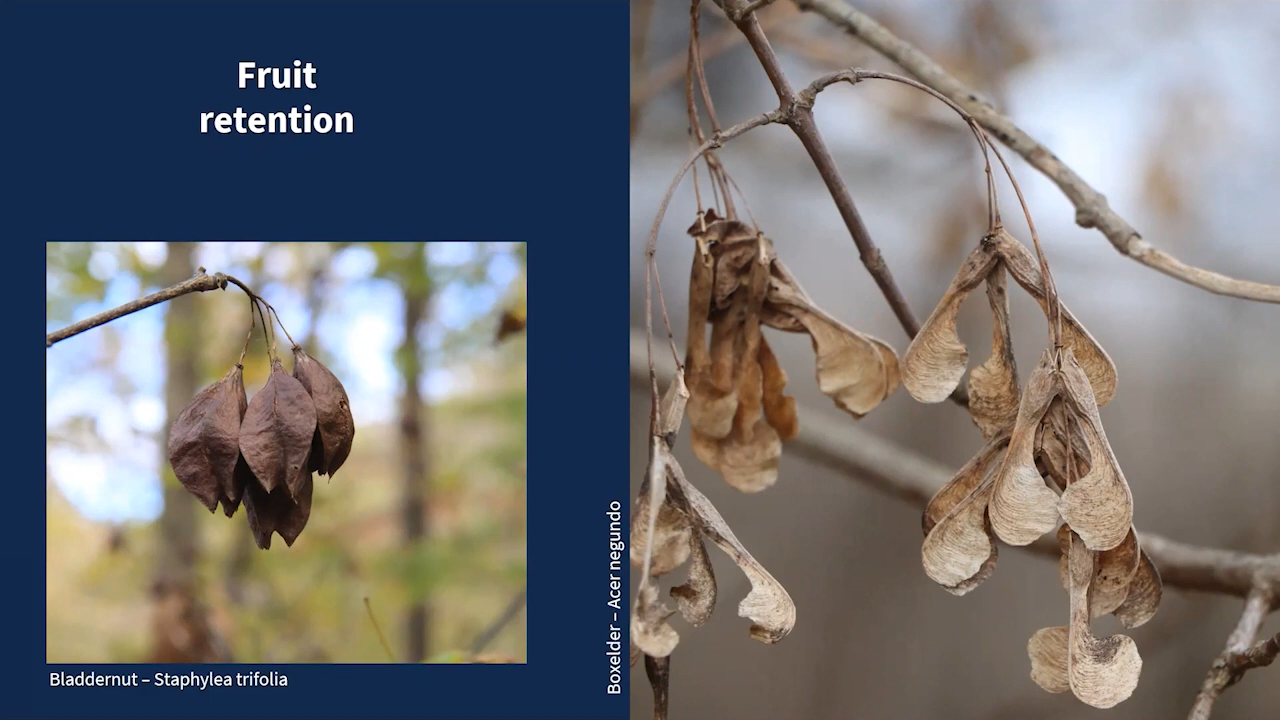 Fruit
retention
Bladdernut – Staphylea trifolia
Boxelder – Acer negundo